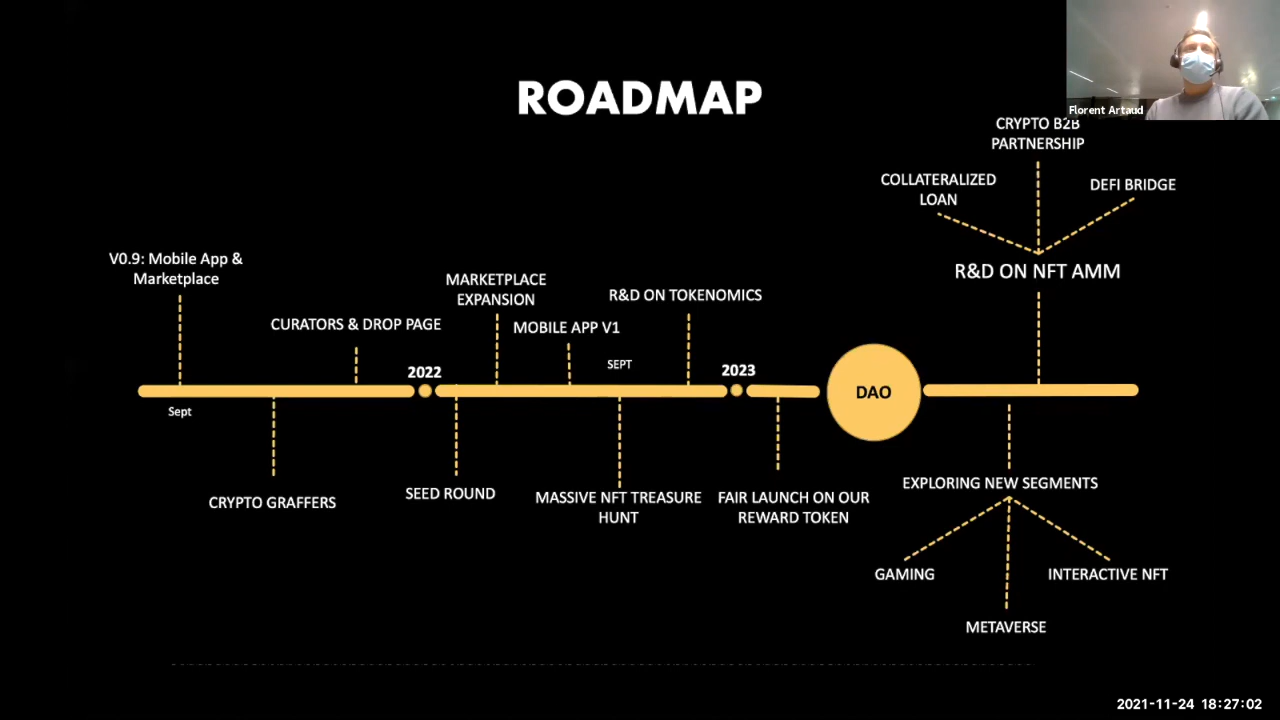 ROADMAP
Florent Artaud
CRYPTO B2B
PARTNERSHIP
COLLATERALIZED
LOAN
DEFI BRIDGE
R&D ON NFT AMM
V0.9: Mobile App &
Marketplace
MARKETPLACE
EXPANSION
R&D ON TOKENOMICS
CURATORS & DROP PAGE
MOBILE APP V1
2022
SEPT
2023
DAO
Sept
CRYPTO GRAFFERS
SEED ROUND
MASSIVE NFT TREASURE
HUNT
FAIR LAUNCH ON OUR
REWARD TOKEN
EXPLORING NEW SEGMENTS
GAMING
INTERACTIVE NFT
METAVERSE
2021-11-24 18:27:02